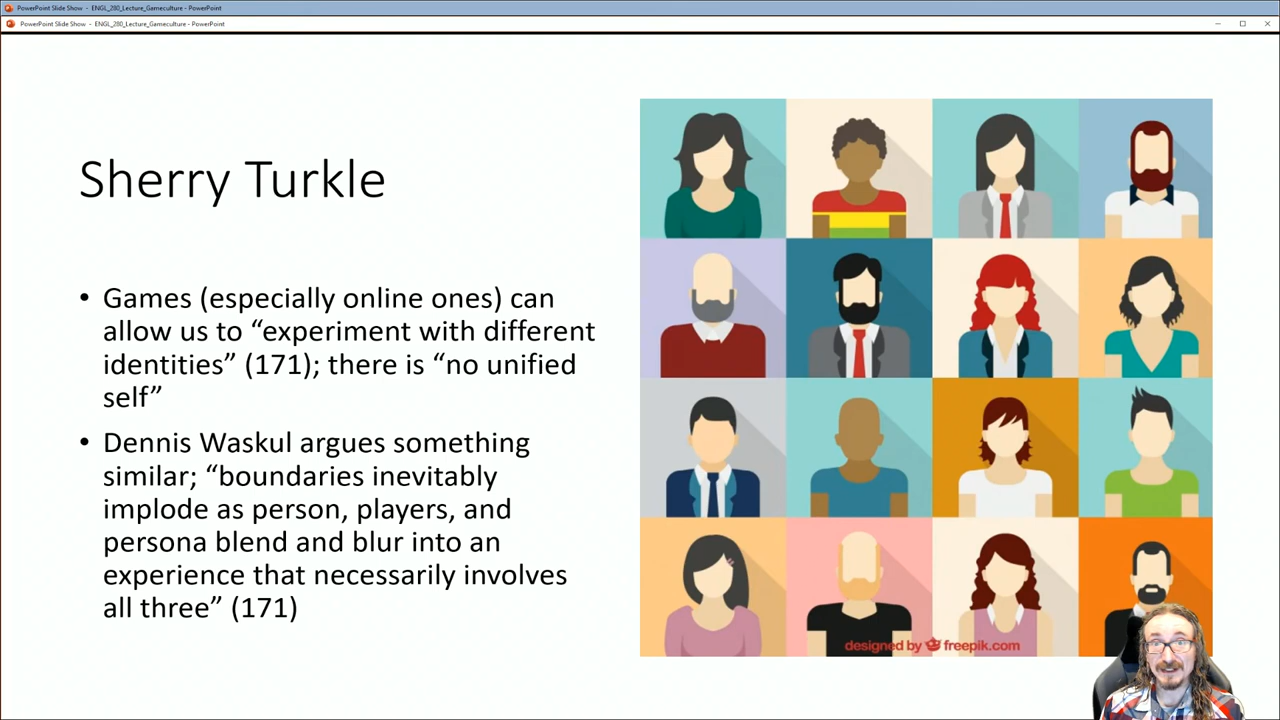 PowerPoint Slide Show - ENGL_280_Lecture_Gameculture - PowerPoint
PowerPoint Slide Show - ENGL_280_Lecture_Gameculture - PowerPoint
Sherry Turkle
• Games (especially online ones) can
allow us to “experiment with different
identities” (171); there is “no unified
self”
• Dennis Waskul argues something
similar; “boundaries inevitably
implode as person, players, and
persona blend and blur into an
experience that necessarily involves
all three” (171)
designed by freepik.com